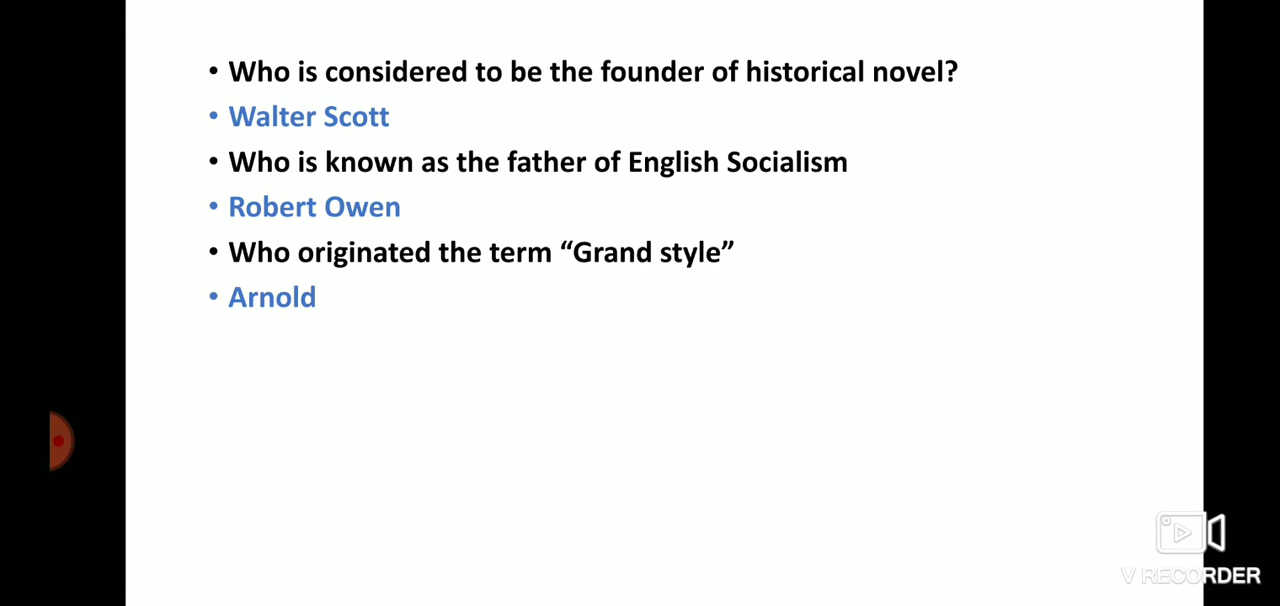 • Who is considered to be the founder of historical novel?
• Walter Scott
• Who is known as the father of English Socialism
• Robert Owen
• Who originated the term “Grand style”
• Arnold
V RECORDER